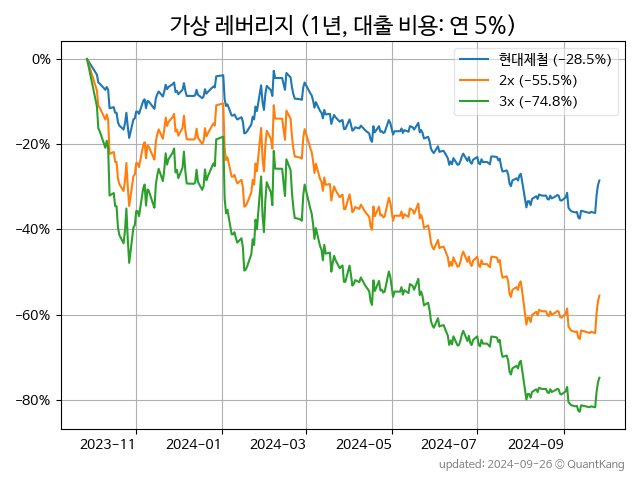 가상 레버리지 (1년, 대출 비용: 연 5%)
현대제철 (−28.5%)
2x (−55.5%)
3x (−74.8%)
0%
−20%
−40%
−60%
−80%
2023-11
2024-01
2024-03
2024-05
2024-07
2024-09
updated: 2024-09-26 © QuantKang